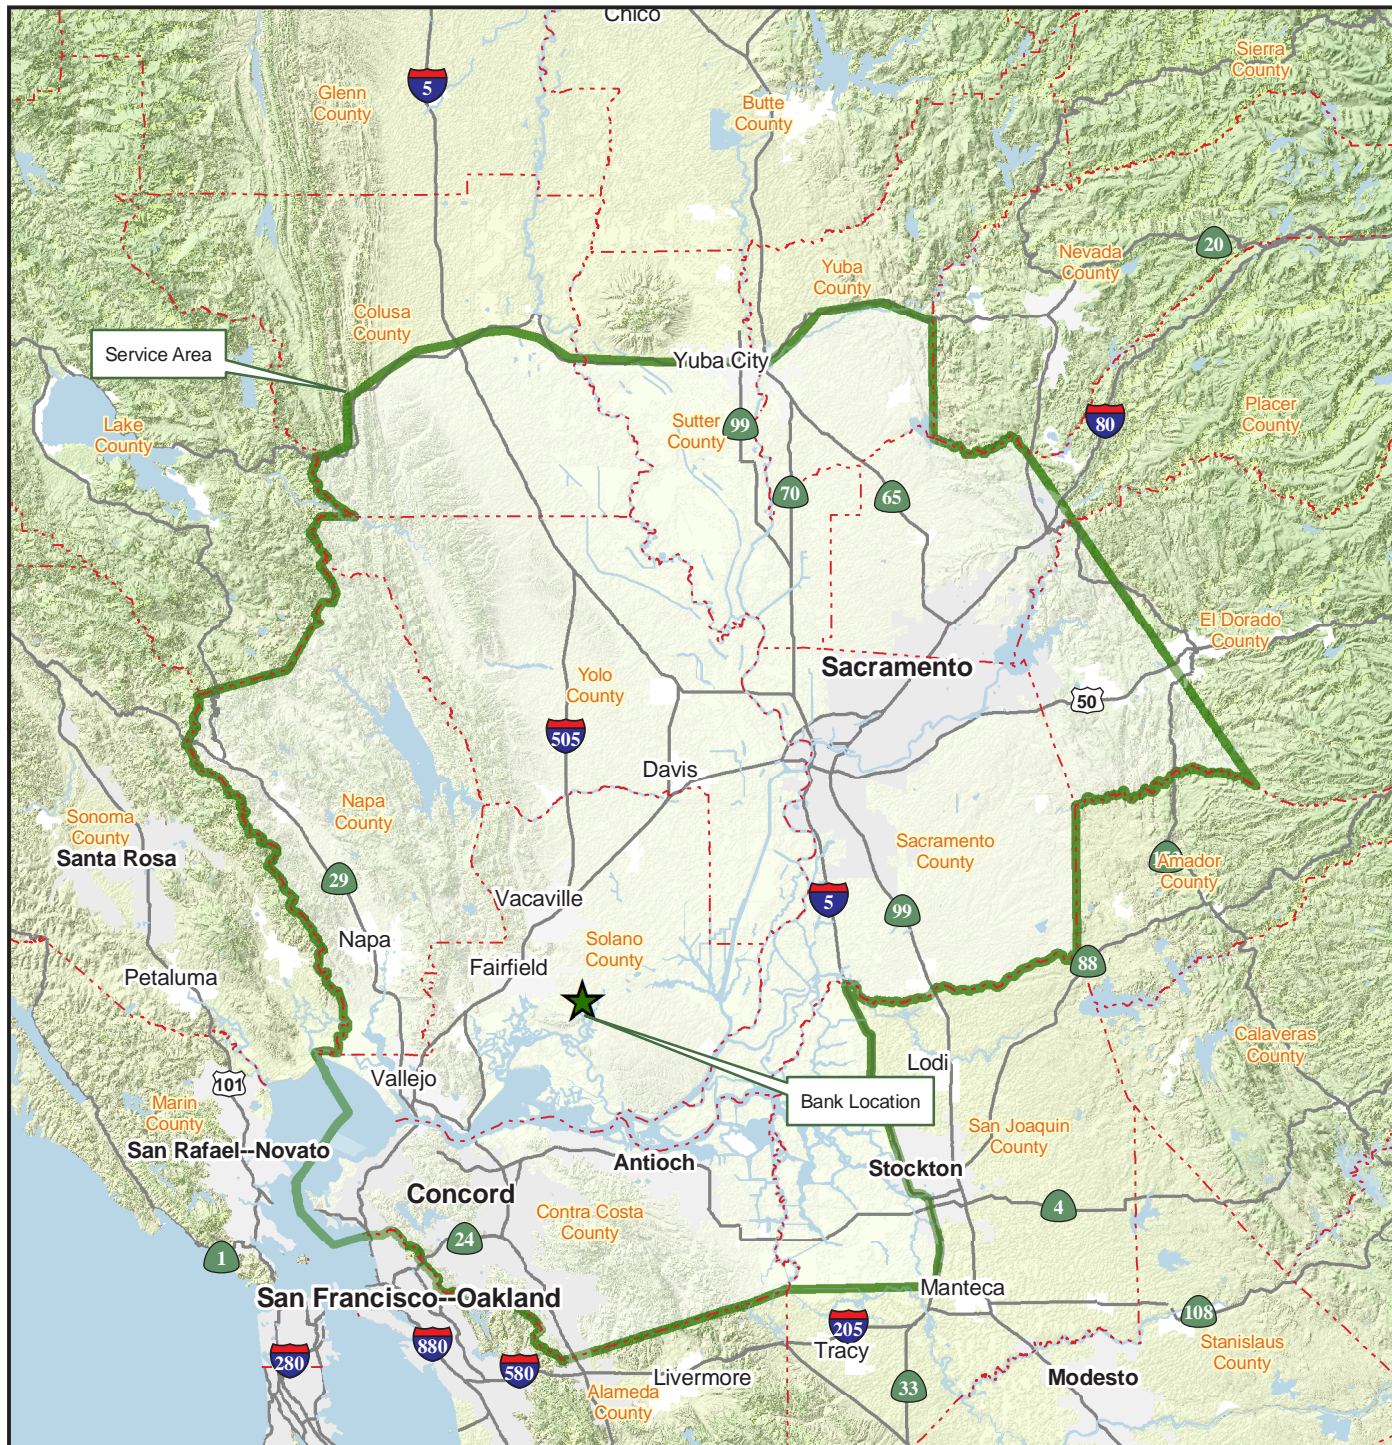 Chico
Sierra
County
5
Glenn
County
Butte
County
20
Nevada
County
Yuba
County
Colusa
County
Service Area
Yuba City
Placer
County
80
Lake
County
Sutter
County
99
70
65
El Dorado
County
Sacramento
Yolo
County
50
505
Davis
Napa
County
Sonoma
County
Santa Rosa
Sacramento
County
Amador
County
29
Vacaville
5
99
Napa
Solano
County
Fairfield
88
Petaluma
Calaveras
County
Lodi
Vallejo
101
Bank Location
Marin
County
San Joaquin
County
San Rafael--Novato
Antioch
Stockton
Concord
Contra Costa
County
4
24
1
Manteca
San Francisco--Oakland
108
205
Stanislaus
County
880
Tracy
280
580
Livermore
Modesto
33
Alameda
County